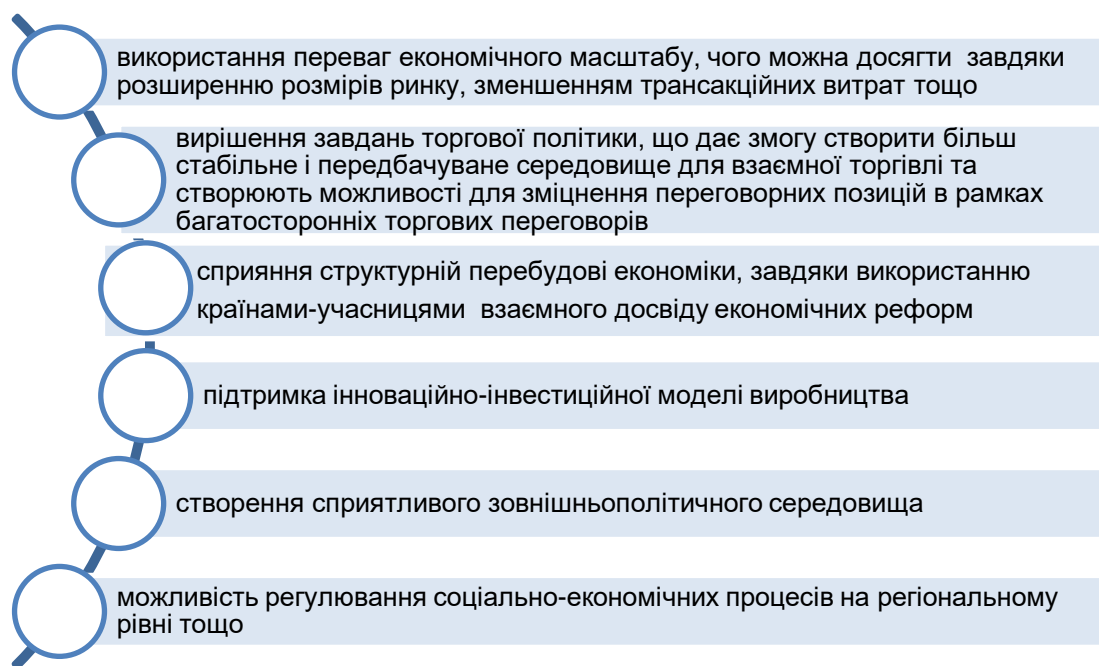 використання переваг економічного масштабу, чого можна досягти завдяки
розширенню розмірів ринку, зменшенням трансакційних витрат тощо
вирішення завдань торгової політики, що дає змогу створити більш
стабільне і передбачуване середовище для взаємної торгівлі та
створюють можливості для зміцнення переговорних позицій в рамках
багатосторонніх торгових переговорів
сприяння структурній перебудові економіки, завдяки використанню
країнами-учасницями взаємного досвіду економічних реформ
підтримка інноваційно-інвестиційної моделі виробництва
створення сприятливого зовнішньополітичного середовища
можливість регулювання соціально-економічних процесів на регіональному
рівні тощо